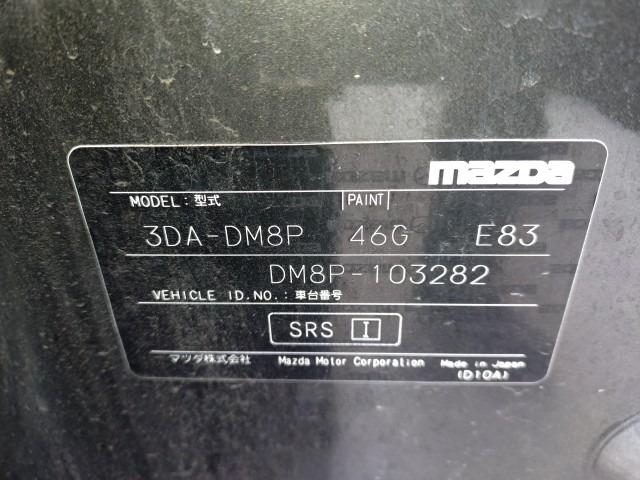 mazda
MODEL: 型式 PAINT
3DA-DM8P 46G E83
DM8P-103282
VEHICLE ID.NO.: 車台番号
SRS I
マツダ株式会社 Mazda Motor Corporation Made in Japan
(D10A)